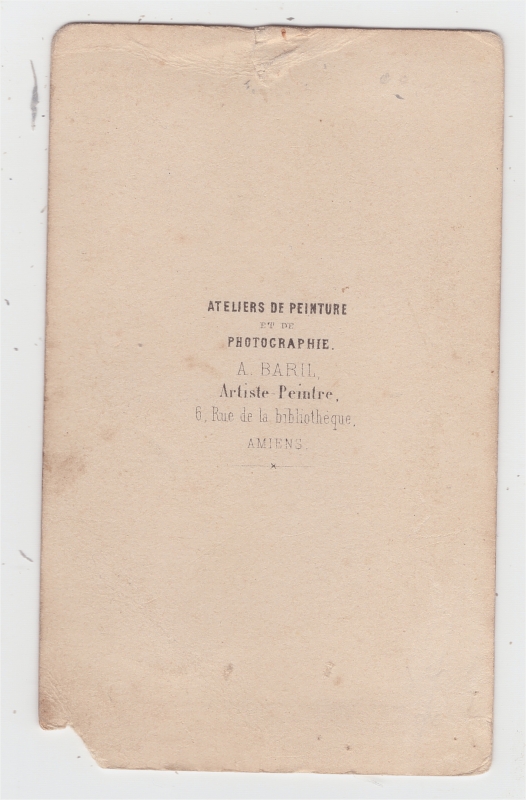 ATELIERS DE PEINTURE
ET DE
PHOTOGRAPHIE.
A. BARIL,
Artiste-Peintre,
6, Rue de la bibliothèque,
AMIENS.